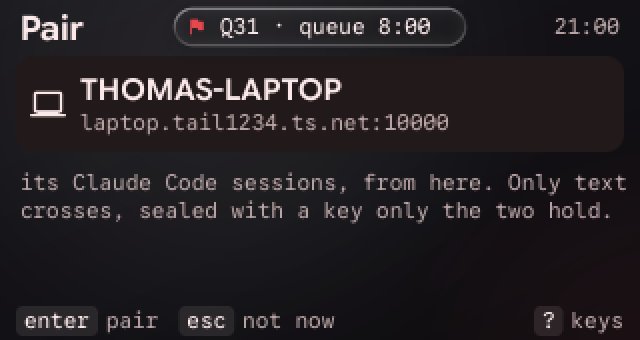 Pair
Q31 · queue 8:00
21:00
THOMAS-LAPTOP
laptop.tail1234.ts.net:10000
its Claude Code sessions, from here. Only text
crosses, sealed with a key only the two hold.
enter pair esc not now
? keys